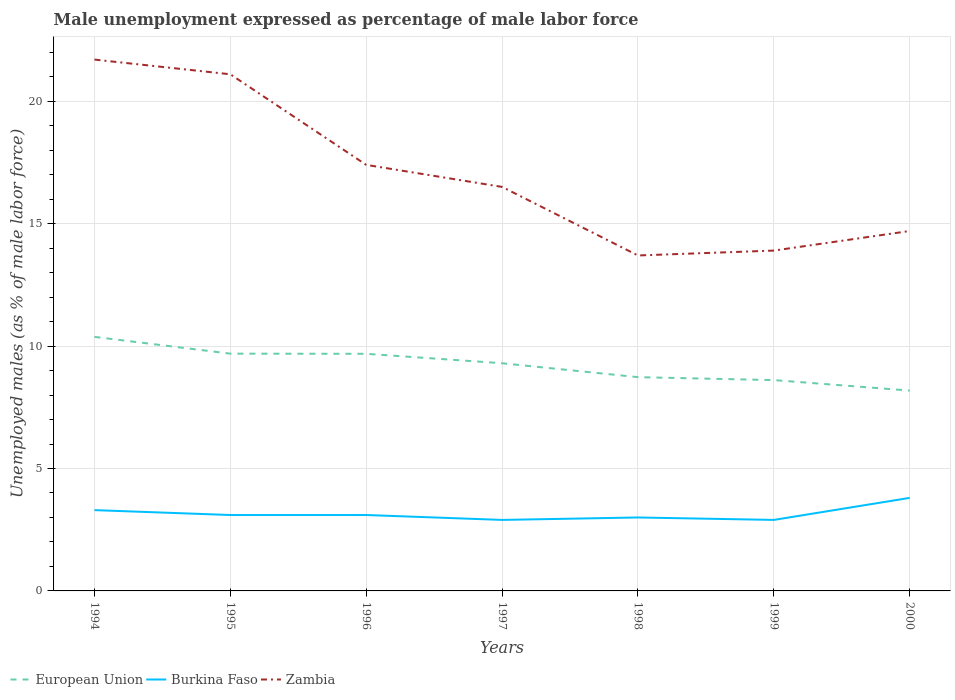 Male unemployment expressed as percentage of male labor force
Unemployed males (as % of male labor force)
20
15
10
5
0
1994
1995
1996
1997
1998
1999
2000
Years
European Union
Burkina Faso
Zambia